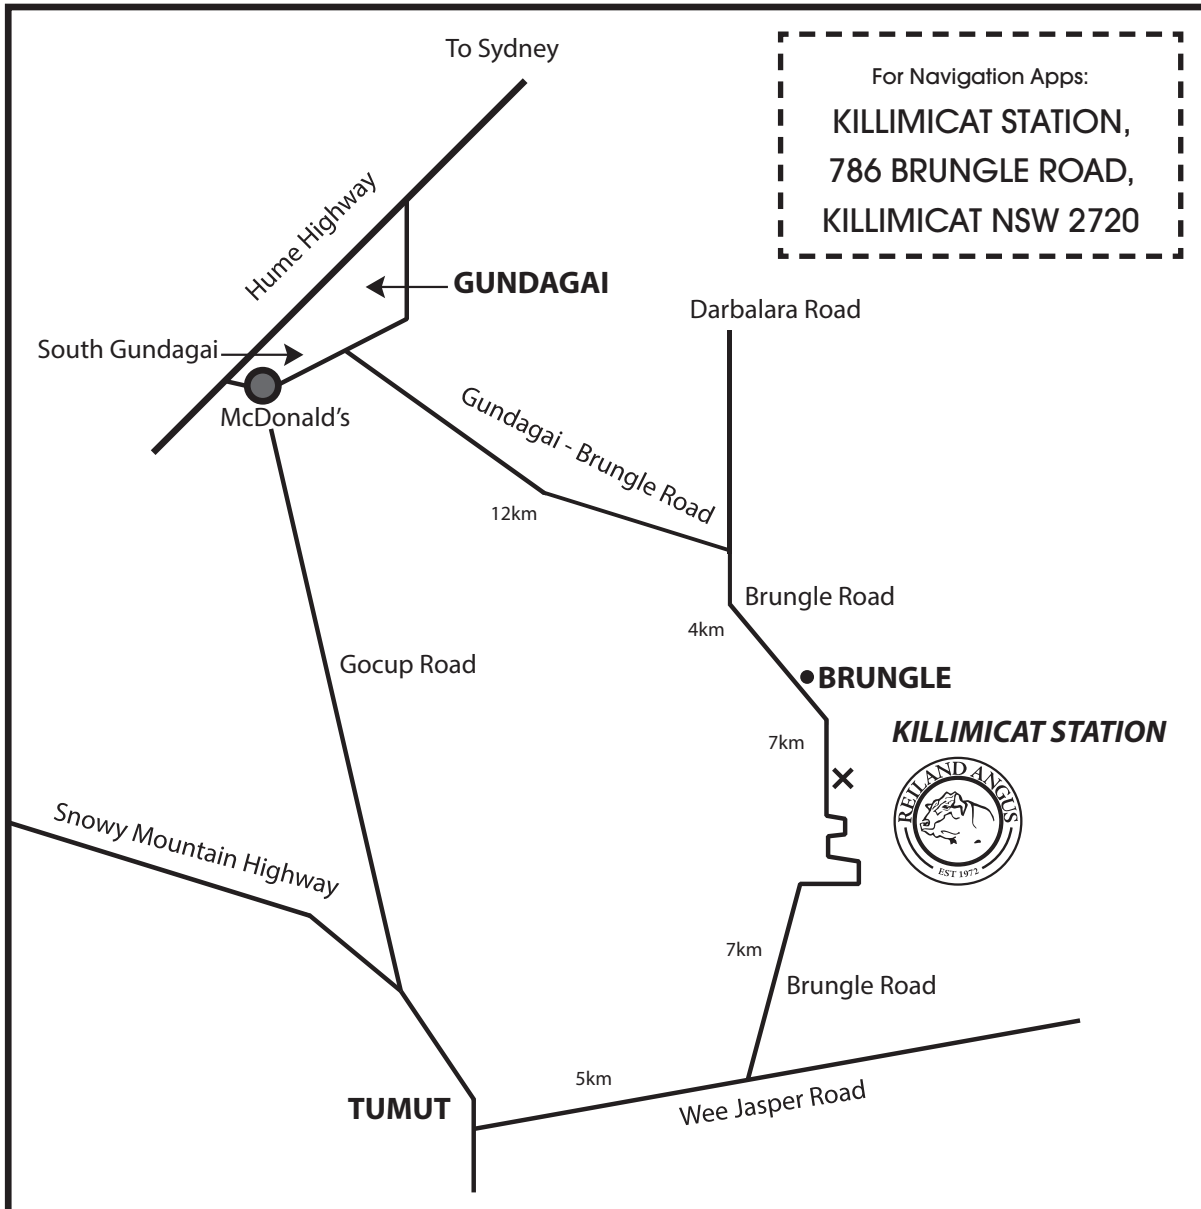 To Sydney
For Navigation Apps:
KILLIMICAT STATION,
786 BRUNGLE ROAD,
KILLIMICAT NSW 2720
Hume Highway
GUNDAGAI
Darbalara Road
South Gundagai
McDonald's
Gundagai - Brungle Road
12km
Brungle Road
4km
Gocup Road
BRUNGLE
KILLIMICAT STATION
7km
REILAND ANGUS
EST 1972
Snowy Mountain Highway
7km
Brungle Road
5km
Wee Jasper Road
TUMUT